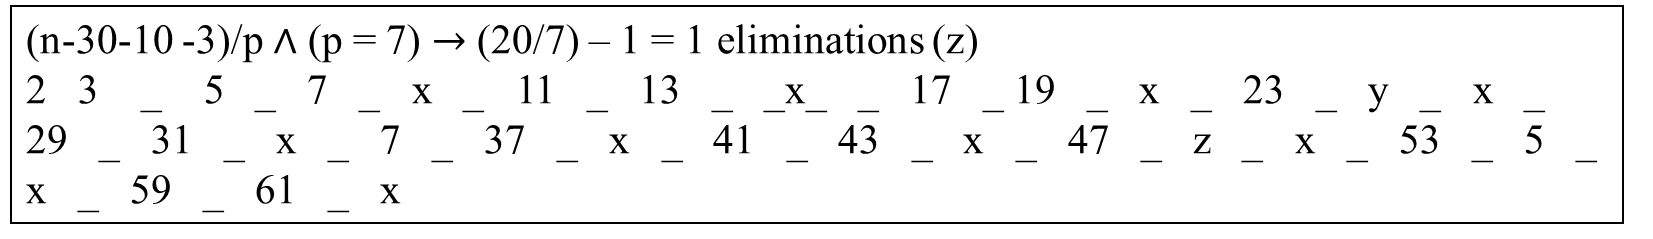 (n-30-10 -3)/p ∧ (p = 7) → (20/7) – 1 = 1 eliminations (z)
2 3 _ 5 _ 7 _ x _ 11 _ 13 _ _x_ _ 17 _ 19 _ x _ 23 _ y _ x _
29 _ 31 _ x _ 7 _ 37 _ x _ 41 _ 43 _ x _ 47 _ z _ x _ 53 _ 5 _
x _ 59 _ 61 _ x